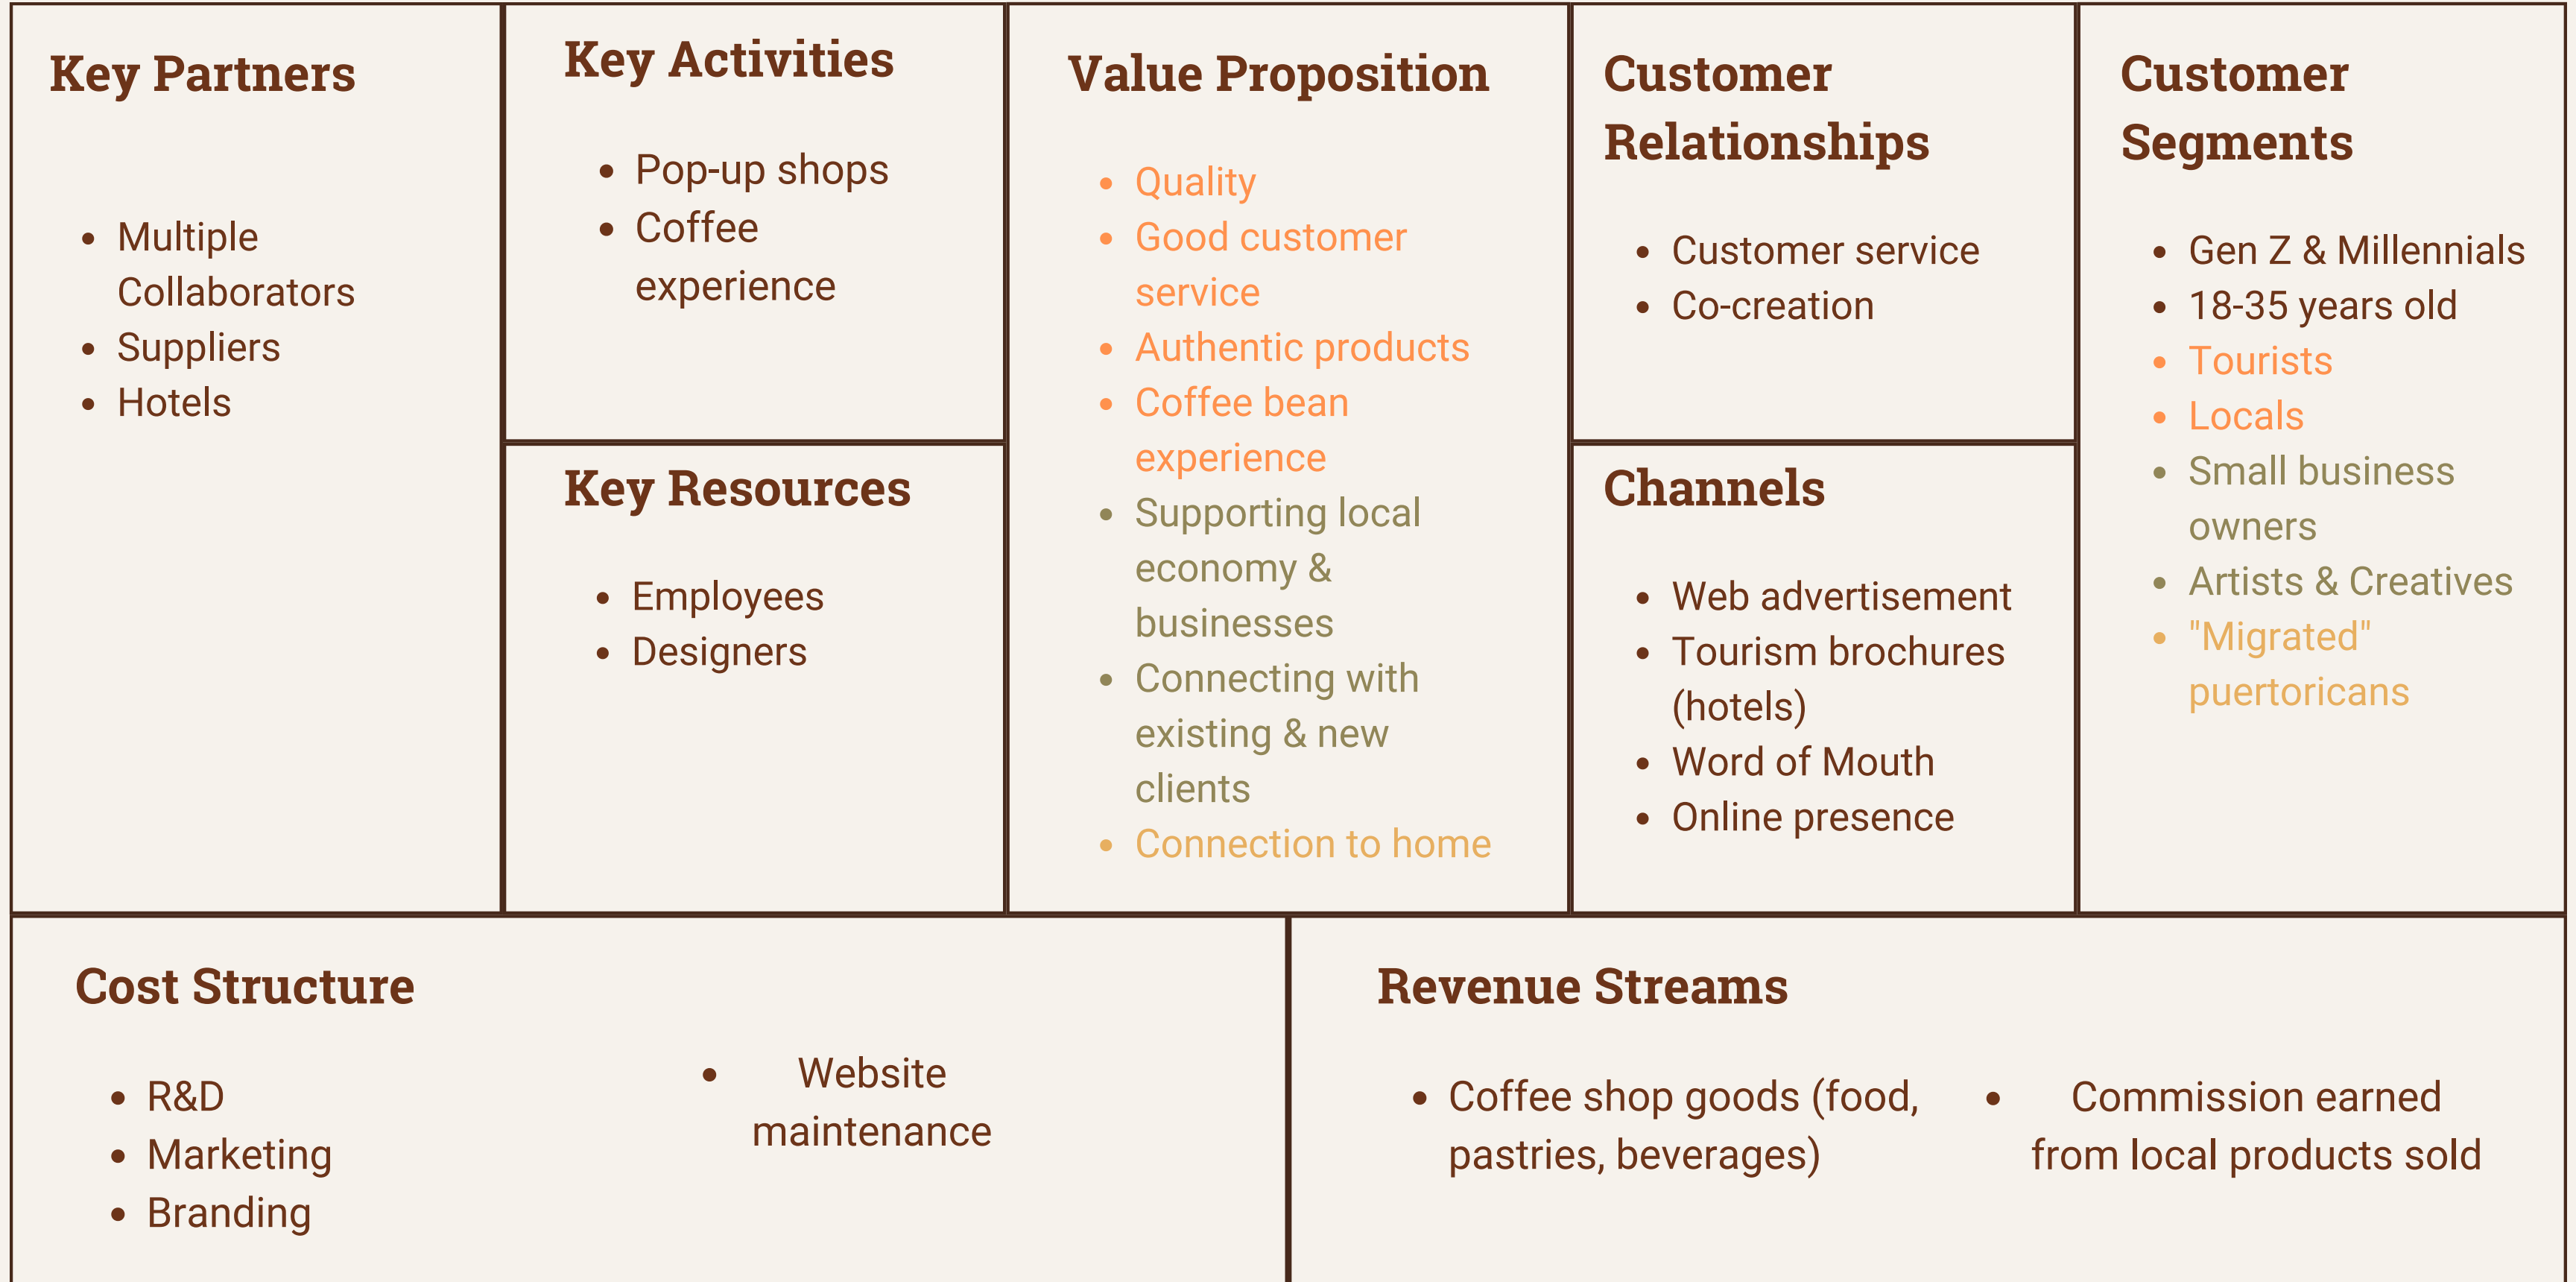 Key Partners
• Multiple
Collaborators
• Suppliers
• Hotels
Key Activities
• Pop-up shops
• Coffee
experience
Key Resources
• Employees
• Designers
Value Proposition
• Quality
• Good customer
service
• Authentic products
• Coffee bean
experience
• Supporting local
economy &
businesses
• Connecting with
existing & new
clients
• Connection to home
Customer
Relationships
• Customer service
• Co-creation
Channels
• Web advertisement
• Tourism brochures
(hotels)
• Word of Mouth
• Online presence
Customer
Segments
• Gen Z & Millennials
• 18-35 years old
• Tourists
• Locals
• Small business
owners
• Artists & Creatives
• "Migrated"
puertoricans
Cost Structure
• R&D
• Marketing
• Branding
• Website
maintenance
Revenue Streams
• Coffee shop goods (food,
pastries, beverages)
• Commission earned
from local products sold